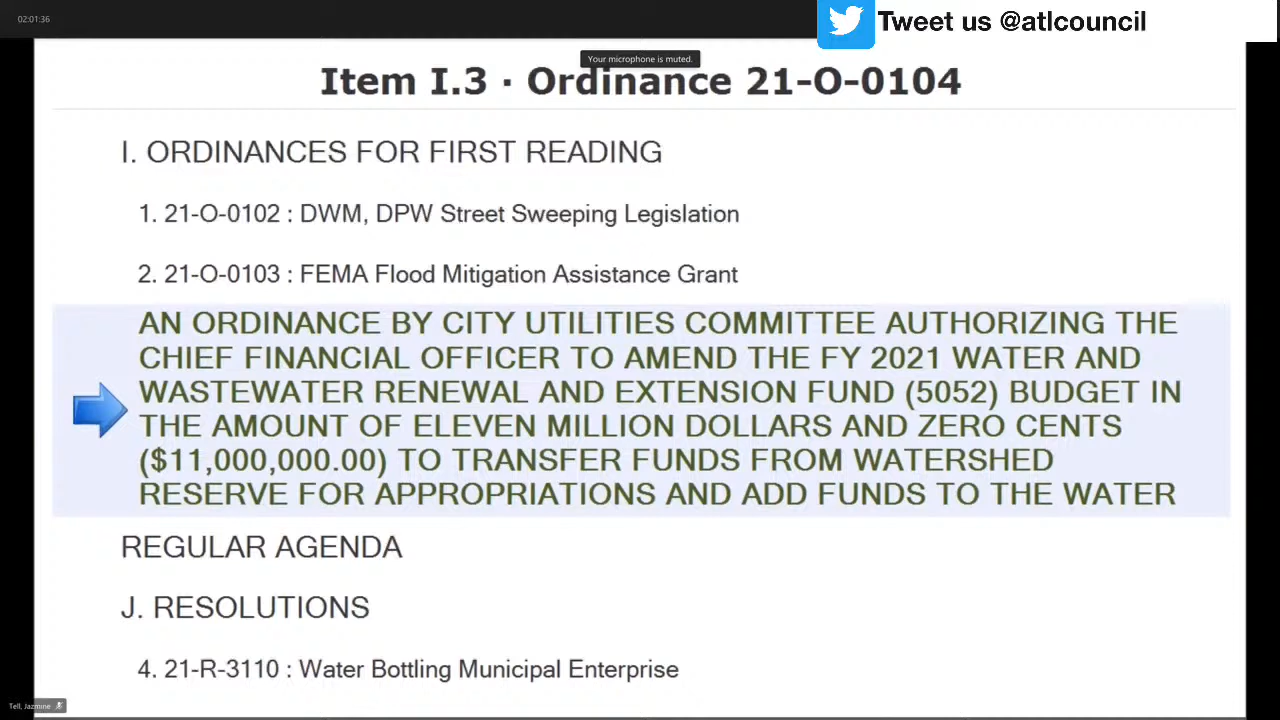 02:01:36
Tweet us @atlcouncil
Your microphone is muted.
Item I.3 · Ordinance 21-O-0104
I. ORDINANCES FOR FIRST READING
1. 21-O-0102 : DWM, DPW Street Sweeping Legislation
2. 21-O-0103 : FEMA Flood Mitigation Assistance Grant
AN ORDINANCE BY CITY UTILITIES COMMITTEE AUTHORIZING THE
CHIEF FINANCIAL OFFICER TO AMEND THE FY 2021 WATER AND
WASTEWATER RENEWAL AND EXTENSION FUND (5052) BUDGET IN
THE AMOUNT OF ELEVEN MILLION DOLLARS AND ZERO CENTS
($11,000,000.00) TO TRANSFER FUNDS FROM WATERSHED
RESERVE FOR APPROPRIATIONS AND ADD FUNDS TO THE WATER
REGULAR AGENDA
J. RESOLUTIONS
4. 21-R-3110 : Water Bottling Municipal Enterprise
Tell, Jazmine